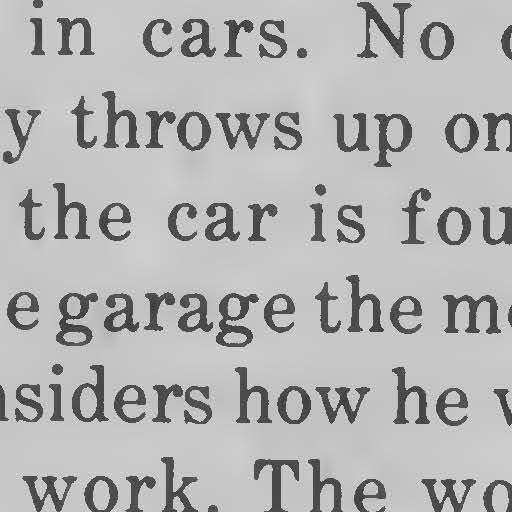 in cars. No
y throws up on
the car is fou
e garage the m
nsiders how he
work. The wo